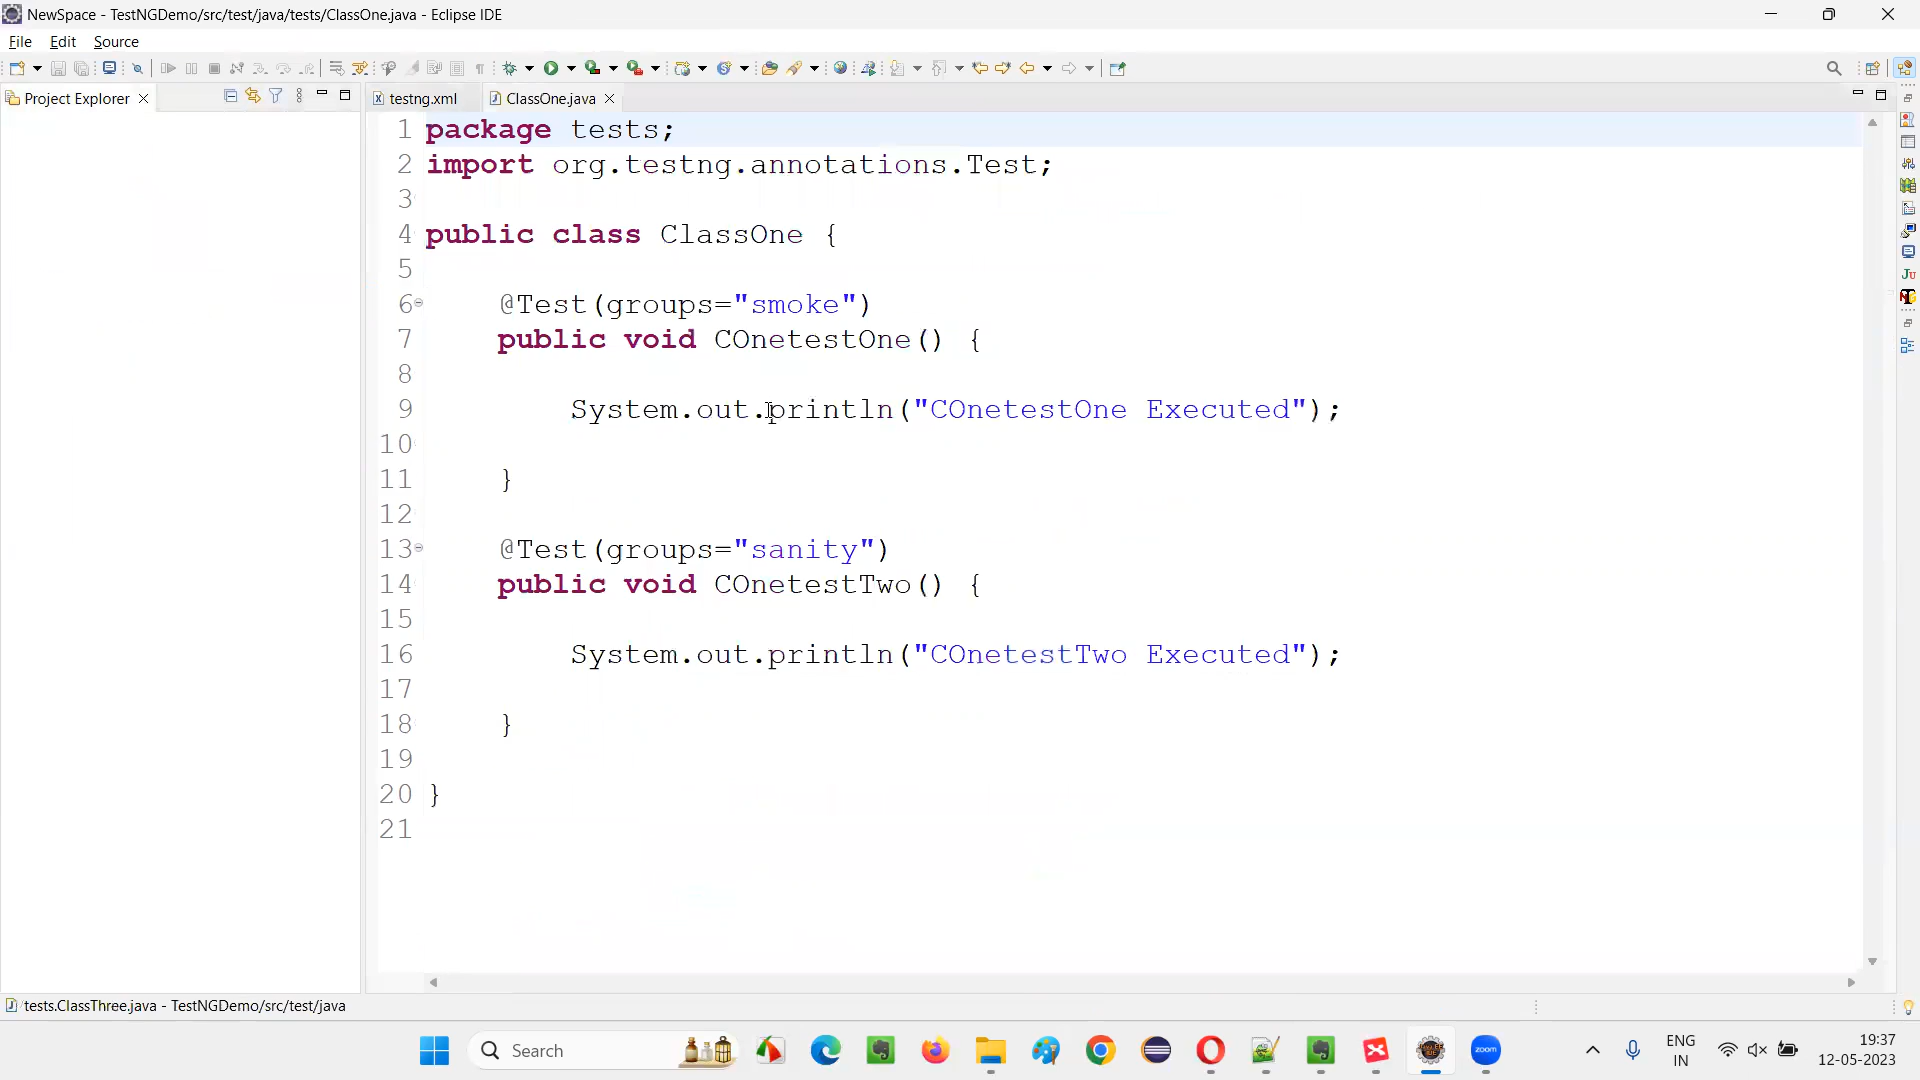 NewSpace - TestNGDemo/src/test/java/tests/ClassOne.java - Eclipse IDE
File Edit Source
Project Explorer
testng.xml
ClassOne.java
1 package tests;
2 import org.testng.annotations.Test;
3
4 public class ClassOne {
5
6 @Test(groups="smoke")
7 public void COnetestOne() {
8
9 System.out.println("COnetestOne Executed");
10
11 }
12
13 @Test(groups="sanity")
14 public void COnetestTwo() {
15
16 System.out.println("COnetestTwo Executed");
17
18 }
19
20 }
21
tests.ClassThree.java - TestNGDemo/src/test/java
Search
zoom
ENG
IN
19:37
12-05-2023